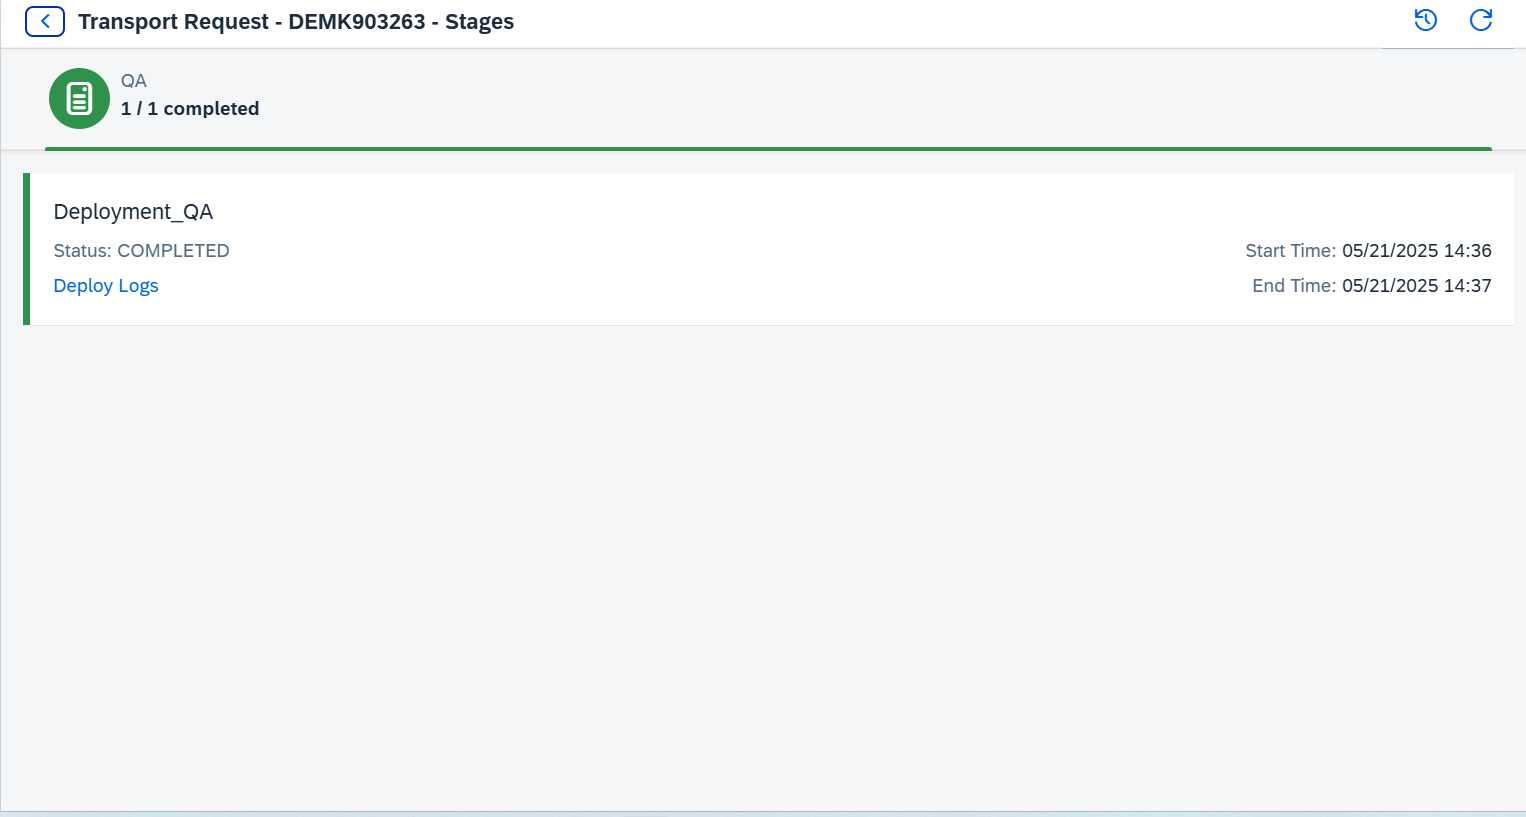 Transport Request - DEMK903263 - Stages
QA
1 / 1 completed
Deployment_QA
Status: COMPLETED
Start Time: 05/21/2025 14:36
Deploy Logs
End Time: 05/21/2025 14:37